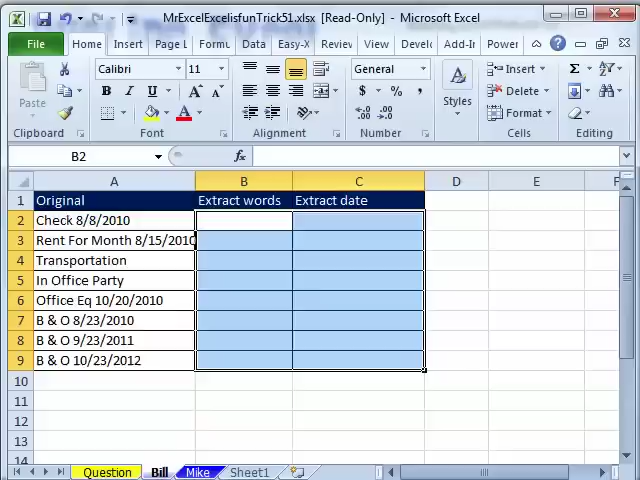 MrExcelExcelisfunTrick51.xlsx [Read-Only] - Microsoft Excel
File Home Insert Page L Formul Data Easy-X Review View Develo Add-In Power
Calibri 11 General
Paste Styles Insert Delete Format
Clipboard Font Alignment Number Cells Editing
B2 fx
A B C D E F
1 Original Extract words Extract date
2 Check 8/8/2010
3 Rent For Month 8/15/2010
4 Transportation
5 In Office Party
6 Office Eq 10/20/2010
7 B & O 8/23/2010
8 B & O 9/23/2011
9 B & O 10/23/2012
10
11
12
13
14
Question Bill Mike Sheet1